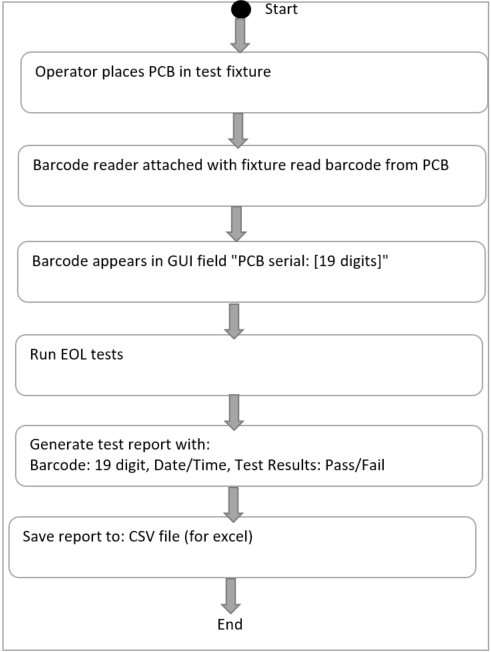 Start
Operator places PCB in test fixture
Barcode reader attached with fixture read barcode from PCB
Barcode appears in GUI field "PCB serial: [19 digits]"
Run EOL tests
Generate test report with:
Barcode: 19 digit, Date/Time, Test Results: Pass/Fail
Save report to: CSV file (for excel)
End